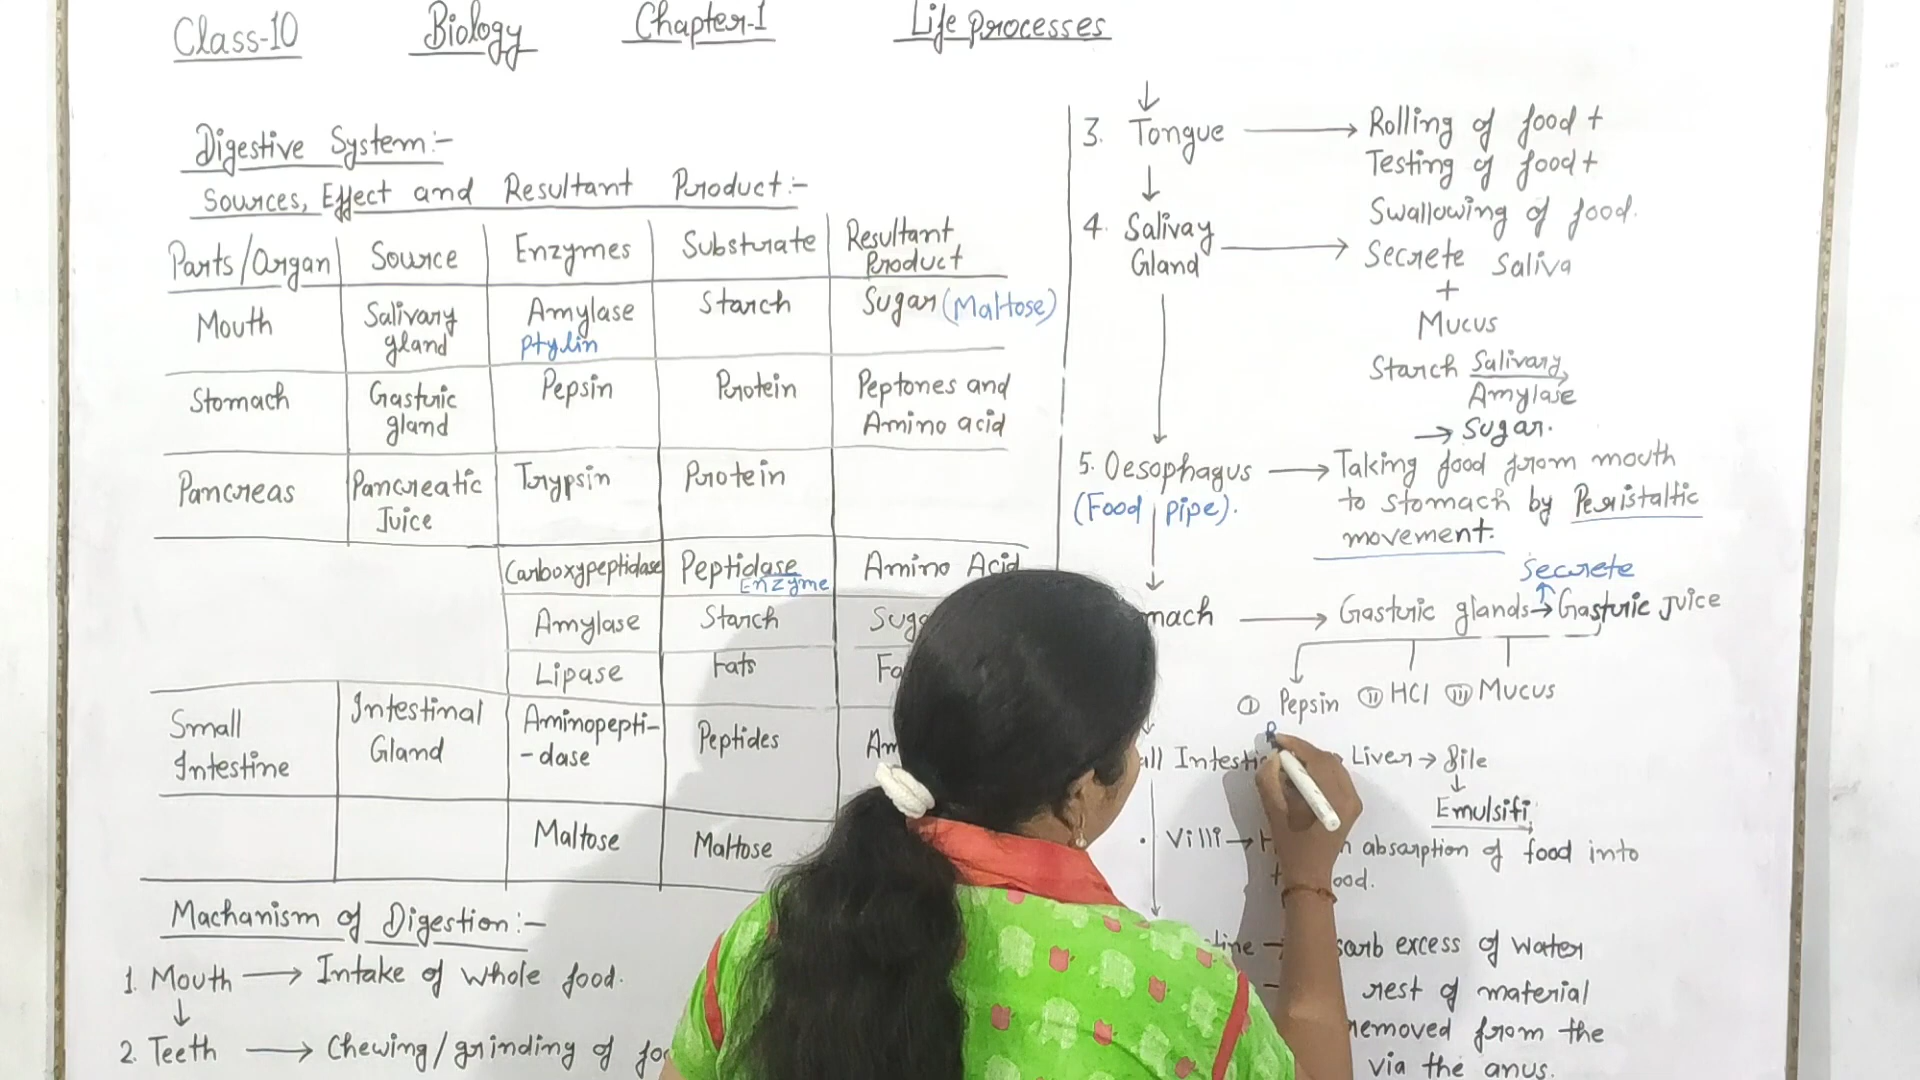 Class-10 Biology Chapter-1 Life Processes
Digestive System:-
Sources, Effect and Resultant Product:-
Parts/Organ Source Enzymes Substrate Resultant Product
Mouth Salivary gland Amylase Ptylin Starch Sugar (Maltose)
Stomach Gastric gland Pepsin Protein Peptones and Amino acid
Pancreas Pancreatic Juice Trypsin Protein
Carboxypeptidase Peptidase Enzyme Amino Acid
Amylase Starch
Lipase Fats
Small Intestine Intestinal Gland Aminopepti-dase Peptides
Maltose Maltose
Machanism of Digestion:-
1. Mouth → Intake of whole food.
↓
2. Teeth → Chewing/grinding of
↓
3. Tongue → Rolling of food +
Testing of food +
Swallowing of food.
↓
4. Salivay Gland → Secrete Saliva
+
Mucus
Starch Salivary Amylase
→ Sugar.
5. Oesophagus → Taking food from mouth
(Food pipe). to stomach by Peristaltic
movement.
Secrete
→ Gastric glands → Gastric Juice
(i) Pepsin (ii) HCl (iii) Mucus
Liver → Bile
↓
Emulsifi
• Villi → absarption of food into
excess of water
rest of material
from the
via the anus.